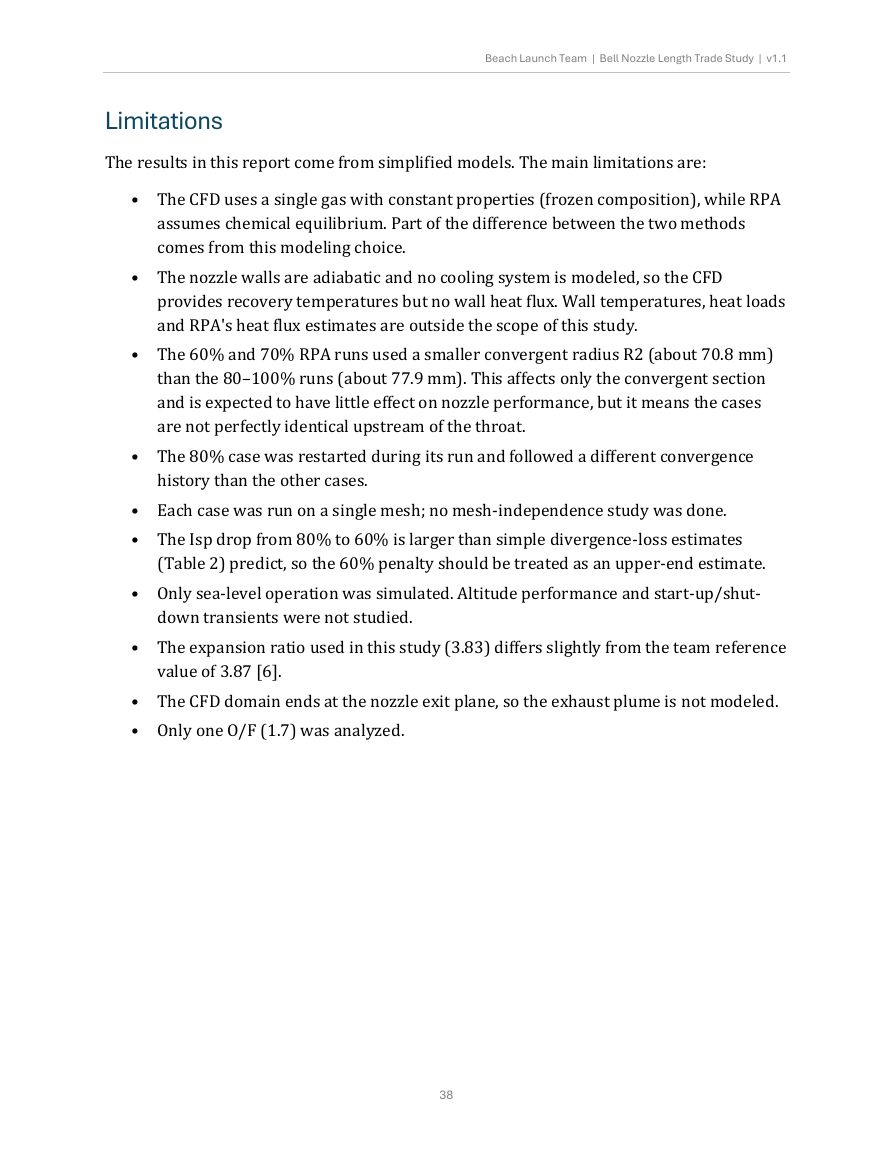 Beach Launch Team | Bell Nozzle Length Trade Study | v1.1
Limitations
The results in this report come from simplified models. The main limitations are:
• The CFD uses a single gas with constant properties (frozen composition), while RPA
assumes chemical equilibrium. Part of the difference between the two methods
comes from this modeling choice.
• The nozzle walls are adiabatic and no cooling system is modeled, so the CFD
provides recovery temperatures but no wall heat flux. Wall temperatures, heat loads
and RPA's heat flux estimates are outside the scope of this study.
• The 60% and 70% RPA runs used a smaller convergent radius R2 (about 70.8 mm)
than the 80–100% runs (about 77.9 mm). This affects only the convergent section
and is expected to have little effect on nozzle performance, but it means the cases
are not perfectly identical upstream of the throat.
• The 80% case was restarted during its run and followed a different convergence
history than the other cases.
• Each case was run on a single mesh; no mesh-independence study was done.
• The Isp drop from 80% to 60% is larger than simple divergence-loss estimates
(Table 2) predict, so the 60% penalty should be treated as an upper-end estimate.
• Only sea-level operation was simulated. Altitude performance and start-up/shut-
down transients were not studied.
• The expansion ratio used in this study (3.83) differs slightly from the team reference
value of 3.87 [6].
• The CFD domain ends at the nozzle exit plane, so the exhaust plume is not modeled.
• Only one O/F (1.7) was analyzed.
38